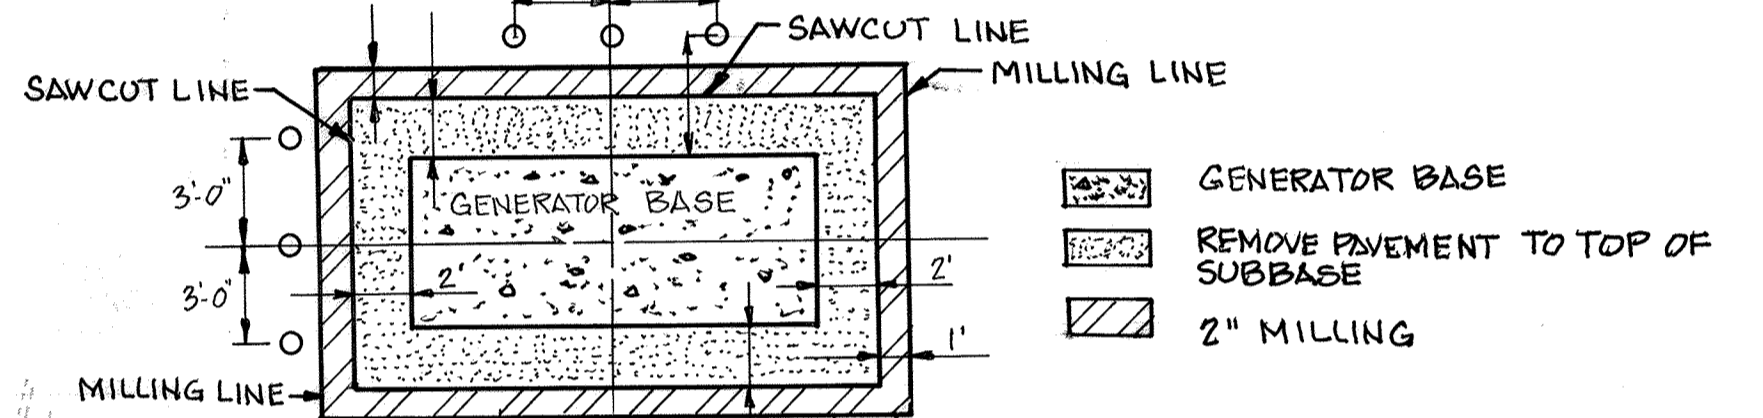 SAWCUT LINE
MILLING LINE
SAWCUT LINE
3'-0"
GENERATOR BASE
3'-0"
2'
2'
1'
MILLING LINE
GENERATOR BASE
REMOVE PAVEMENT TO TOP OF
SUBBASE
2" MILLING